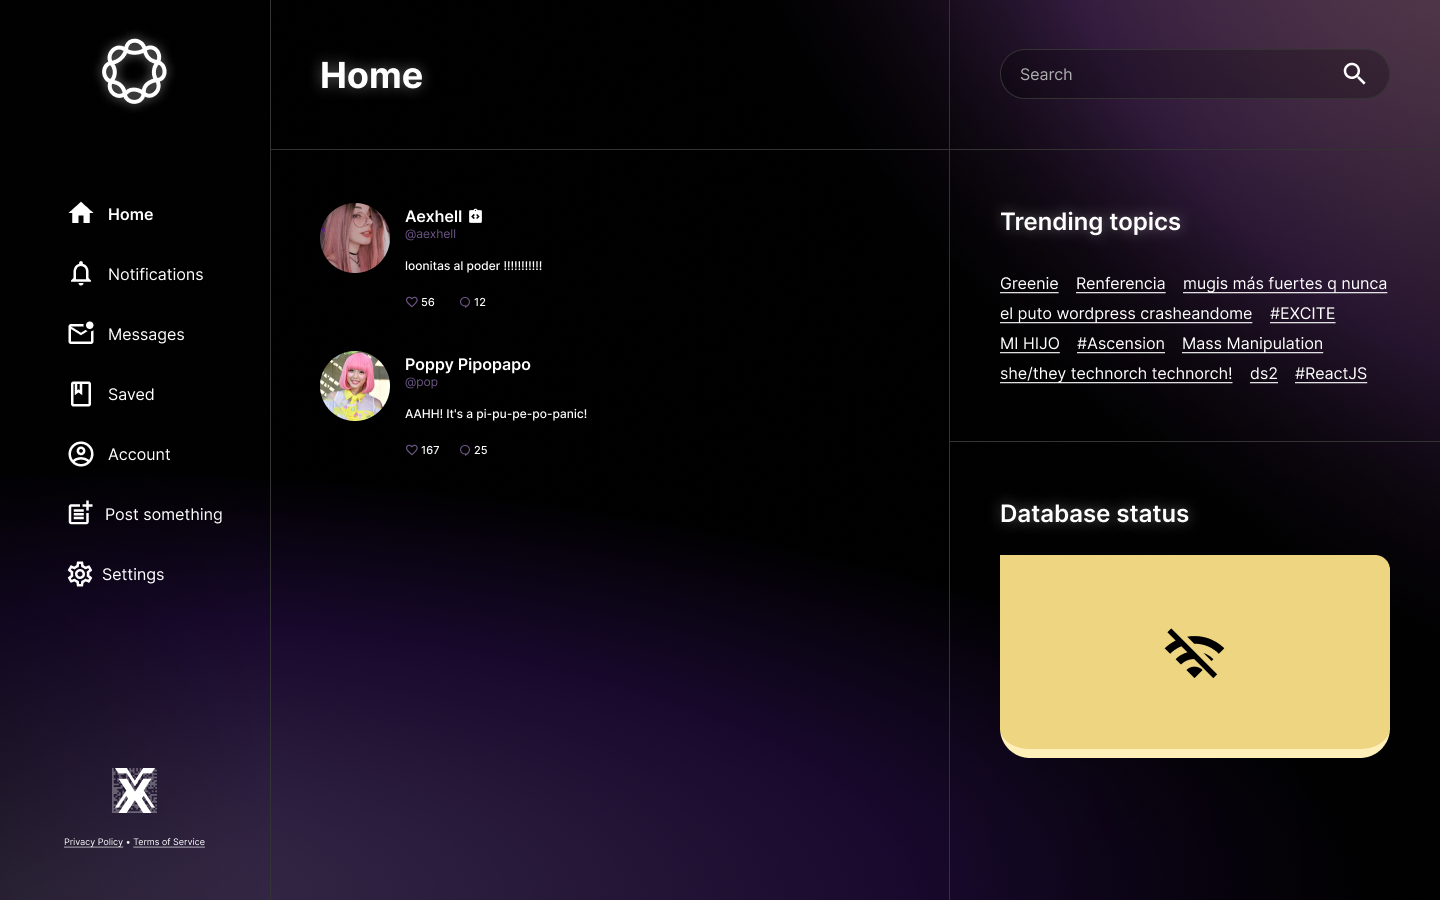 Home
Search
Home
Notifications
Messages
Saved
Account
Post something
Settings
Privacy Policy • Terms of Service
Aexhell
@aexhell
loonitas al poder !!!!!!!!!!!
56 12
Poppy Pipopapo
@pop
AAHH! It's a pi-pu-pe-po-panic!
167 25
Trending topics
Greenie Renferencia mugis más fuertes q nunca
el puto wordpress crasheandome #EXCITE
MI HIJO #Ascension Mass Manipulation
she/they technorch technorch! ds2 #ReactJS
Database status